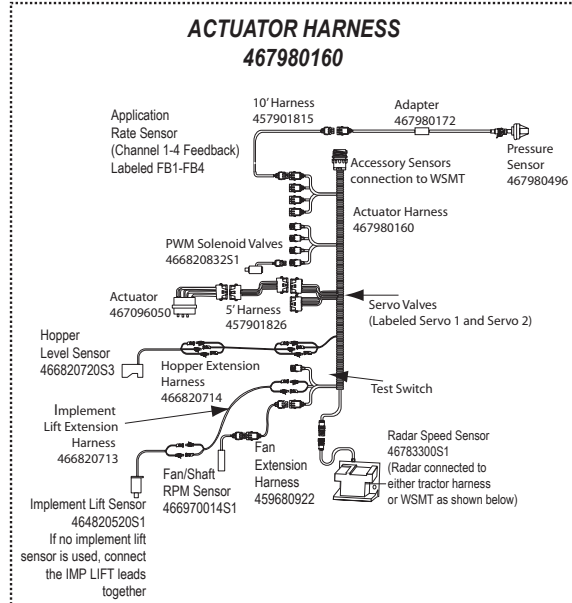 ACTUATOR HARNESS
467980160
10' Harness
457901815
Adapter
467980172
Application
Rate Sensor
(Channel 1-4 Feedback)
Labeled FB1-FB4
Pressure
Sensor
467980496
Accessory Sensors
connection to WSMT
Actuator Harness
467980160
PWM Solenoid Valves
466820832S1
Actuator
467096050
5' Harness
457901826
Servo Valves
(Labeled Servo 1 and Servo 2)
Hopper
Level Sensor
466820720S3
Hopper Extension
Harness
466820714
Test Switch
Implement
Lift Extension
Harness
466820713
Fan/Shaft
RPM Sensor
466970014S1
Fan
Extension
Harness
459680922
Radar Speed Sensor
46783300S1
(Radar connected to
either tractor harness
or WSMT as shown below)
Implement Lift Sensor
464820520S1
If no implement lift
sensor is used, connect
the IMP LIFT leads
together